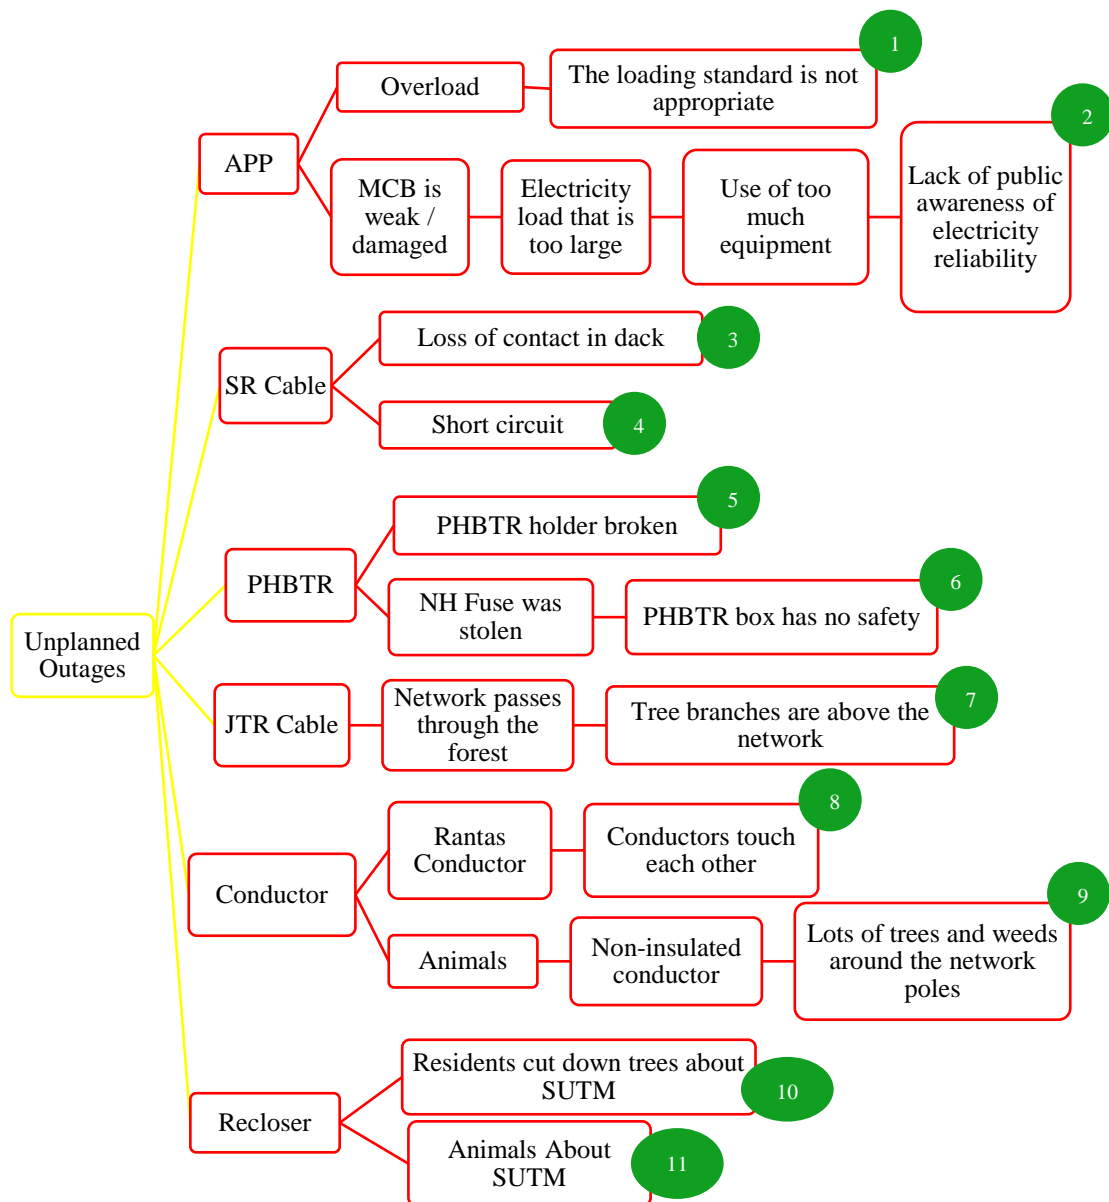 1
Overload
The loading standard is not
appropriate
2
APP
MCB is
weak /
damaged
Electricity
load that is
too large
Use of too
much
equipment
Lack of public
awareness of
electricity
reliability
Loss of contact in dack
3
SR Cable
Short circuit
4
5
PHBTR holder broken
PHBTR
6
NH Fuse was
stolen
PHBTR box has no safety
Unplanned
Outages
7
JTR Cable
Network passes
through the
forest
Tree branches are above the
network
8
Rantas
Conductor
Conductors touch
each other
Conductor
9
Animals
Non-insulated
conductor
Lots of trees and weeds
around the network
poles
Residents cut down trees about
SUTM
10
Recloser
Animals About
SUTM
11